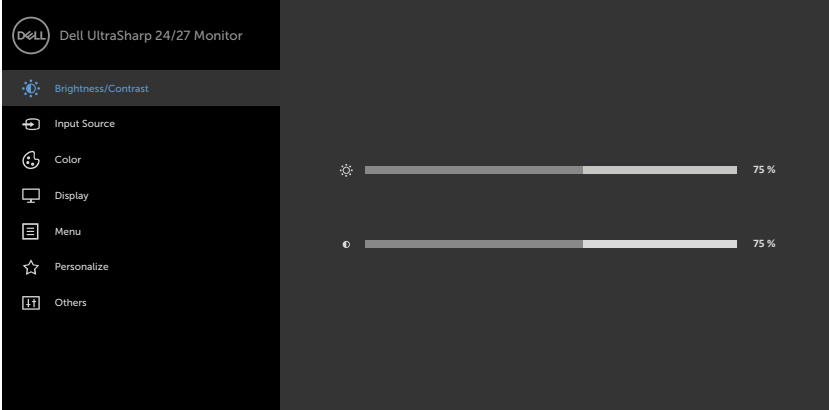 DELL
Dell UltraSharp 24/27 Monitor
Brightness/Contrast
Input Source
Color
75 %
Display
Menu
75 %
Personalize
Others